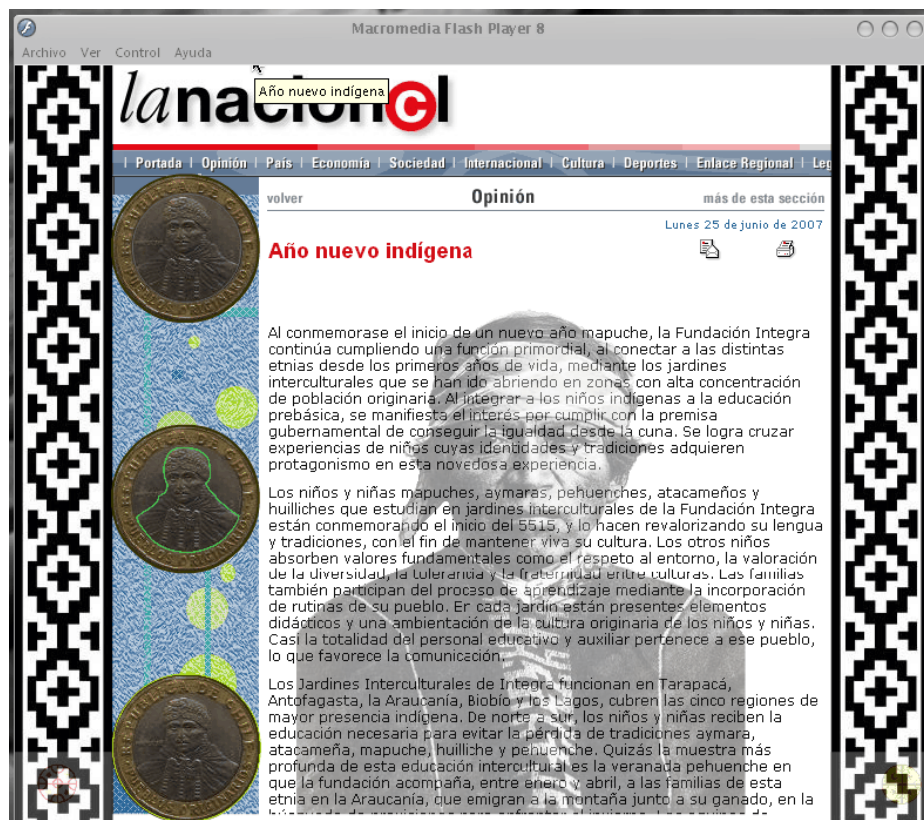 Macromedia Flash Player 8
Archivo Ver Control Ayuda
lanacioncl
Año nuevo indígena
| Portada | Opinión | País | Economía | Sociedad | Internacional | Cultura | Deportes | Enlace Regional | Leg
volver Opinión más de esta sección
Lunes 25 de junio de 2007
Año nuevo indígena
REPUBLICA DE CHILE
PUEBLOS ORIGINARIOS
Al conmemorase el inicio de un nuevo año mapuche, la Fundación Integra
continúa cumpliendo una función primordial, al conectar a las distintas
etnias desde los primeros años de vida, mediante los jardines
interculturales que se han ido abriendo en zonas con alta concentración
de población originaria. Al integrar a los niños indígenas a la educación
prebásica, se manifiesta el interés por cumplir con la premisa
gubernamental de conseguir la igualdad desde la cuna. Se logra cruzar
experiencias de niños cuyas identidades y tradiciones adquieren
protagonismo en esta novedosa experiencia.
Los niños y niñas mapuches, aymaras, pehuenches, atacameños y
huilliches que estudian en jardines interculturales de la Fundación Integra
están conmemorando el inicio del 5515, y lo hacen revalorizando su lengua
y tradiciones, con el fin de mantener viva su cultura. Los otros niños
absorben valores fundamentales como el respeto al entorno, la valoración
de la diversidad, la tolerancia y la fraternidad entre culturas. Las familias
también participan del proceso de aprendizaje mediante la incorporación
de rutinas de su pueblo. En cada jardín están presentes elementos
didácticos y una ambientación de la cultura originaria de los niños y niñas.
Casi la totalidad del personal educativo y auxiliar pertenece a ese pueblo,
lo que favorece la comunicación.
Los Jardines Interculturales de Integra funcionan en Tarapacá,
Antofagasta, la Araucanía, Biobío y los Lagos, cubren las cinco regiones de
mayor presencia indígena. De norte a sur, los niños y niñas reciben la
educación necesaria para evitar la pérdida de tradiciones aymara,
atacameña, mapuche, huilliche y pehuenche. Quizás la muestra más
profunda de esta educación intercultural es la veranada pehuenche en
que la fundación acompaña, entre enero y abril, a las familias de esta
etnia en la Araucanía, que emigran a la montaña junto a su ganado, en la
REPUBLICA DE CHILE
PUEBLOS ORIGINARIOS
REPUBLICA DE CHILE
PUEBLOS ORIGINARIOS